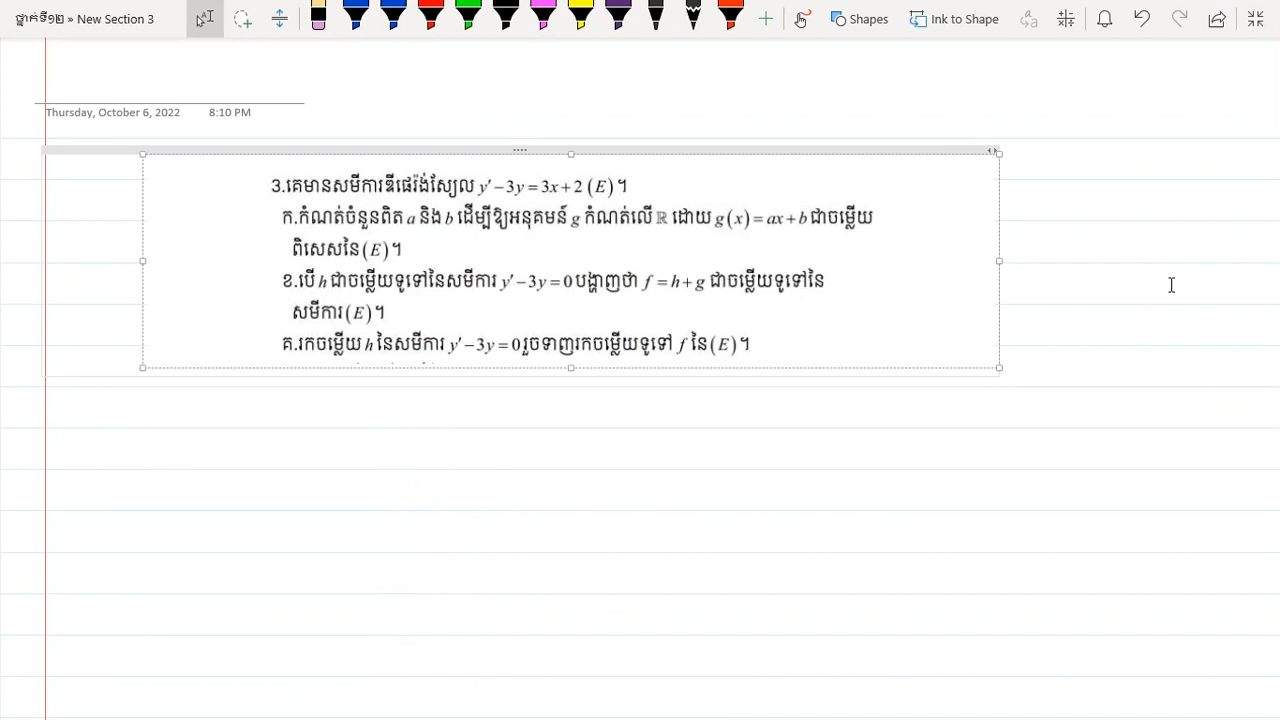 ថ្នាក់ទី១២ » New Section 3
Shapes
Ink to Shape
Thursday, October 6, 2022 8:10 PM
3.គេមានសមីការឌីផេរ៉ង់ស្យែល y′ − 3y = 3x + 2 (E)។
ក.កំណត់ចំនួនពិត a និង b ដើម្បីឱ្យអនុគមន៍ g កំណត់លើ ℝ ដោយ g(x) = ax + b ជាចម្លើយ
ពិសេសនៃ (E)។
ខ.បើ h ជាចម្លើយទូទៅនៃសមីការ y′ − 3y = 0 បង្ហាញថា f = h + g ជាចម្លើយទូទៅនៃ
សមីការ (E)។
គ.រកចម្លើយ h នៃសមីការ y′ − 3y = 0 រួចទាញរកចម្លើយទូទៅ f នៃ (E)។